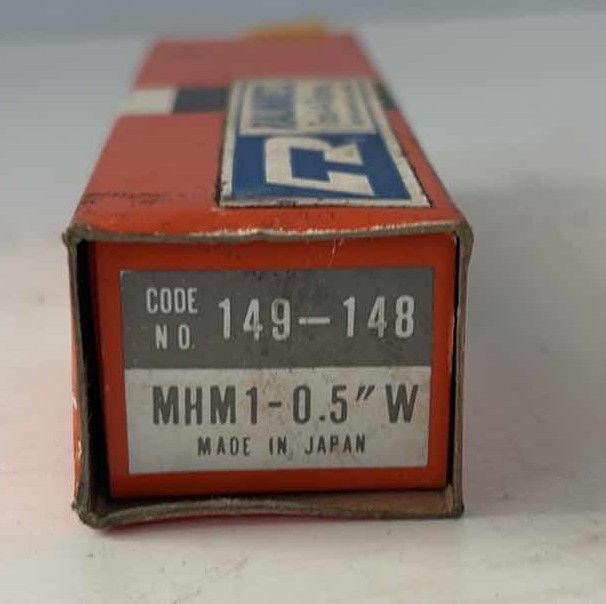 CODE
NO. 149-148
MHM1-0.5" W
MADE IN JAPAN